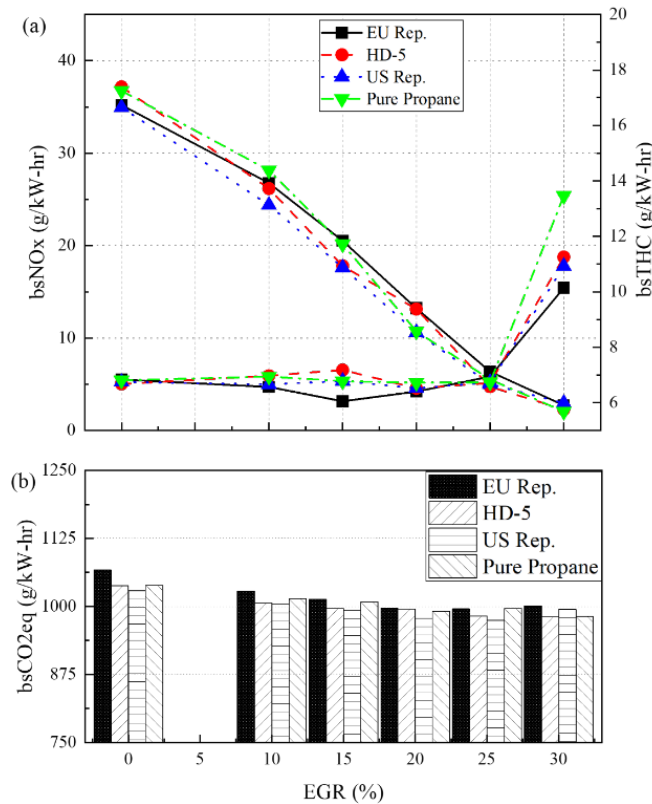 (a)
EU Rep.
HD-5
US Rep.
Pure Propane
bsNOx (g/kW-hr)
0
10
20
30
40
bsTHC (g/kW-hr)
6
8
10
12
14
16
18
20
(b)
EU Rep.
HD-5
US Rep.
Pure Propane
bsCO2eq (g/kW-hr)
1250
1125
1000
875
750
0 5 10 15 20 25 30
EGR (%)